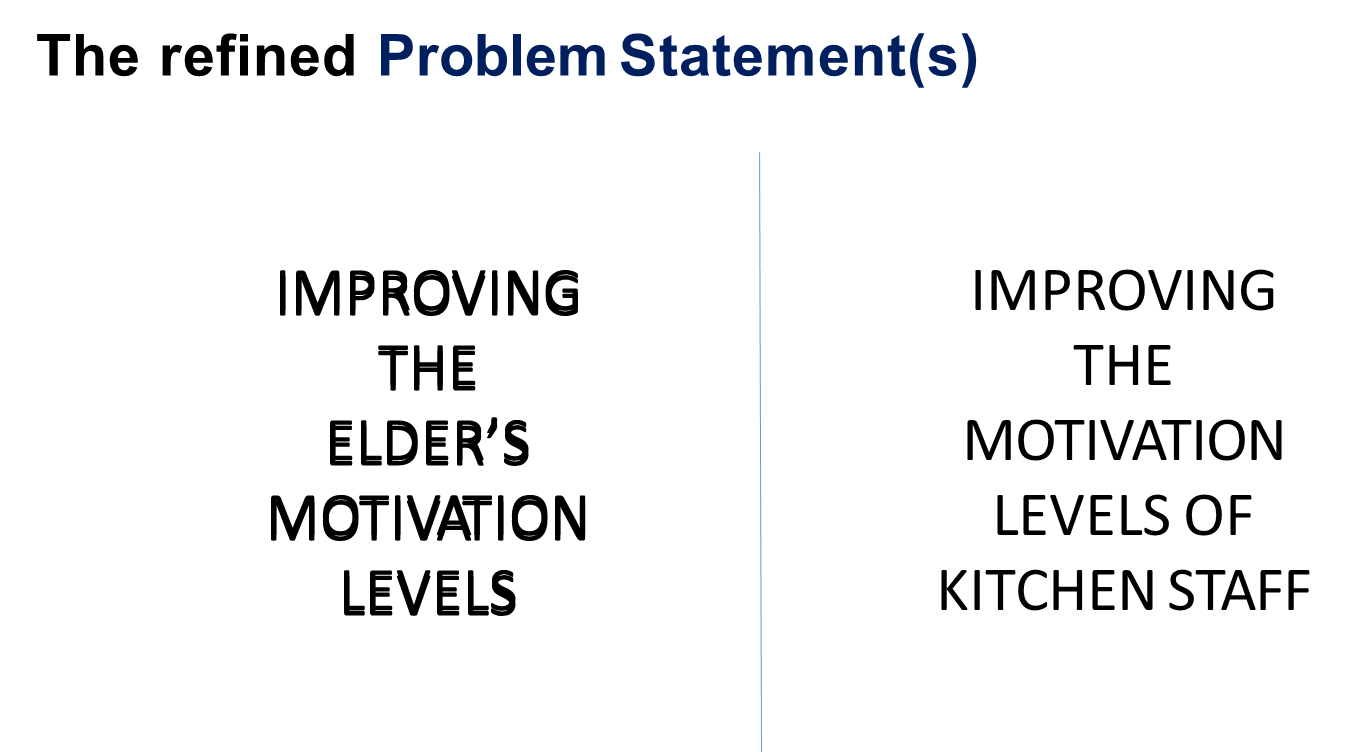 The refined Problem Statement(s)
IMPROVING
THE
ELDER’S
MOTIVATION
LEVELS
IMPROVING
THE
MOTIVATION
LEVELS OF
KITCHEN STAFF